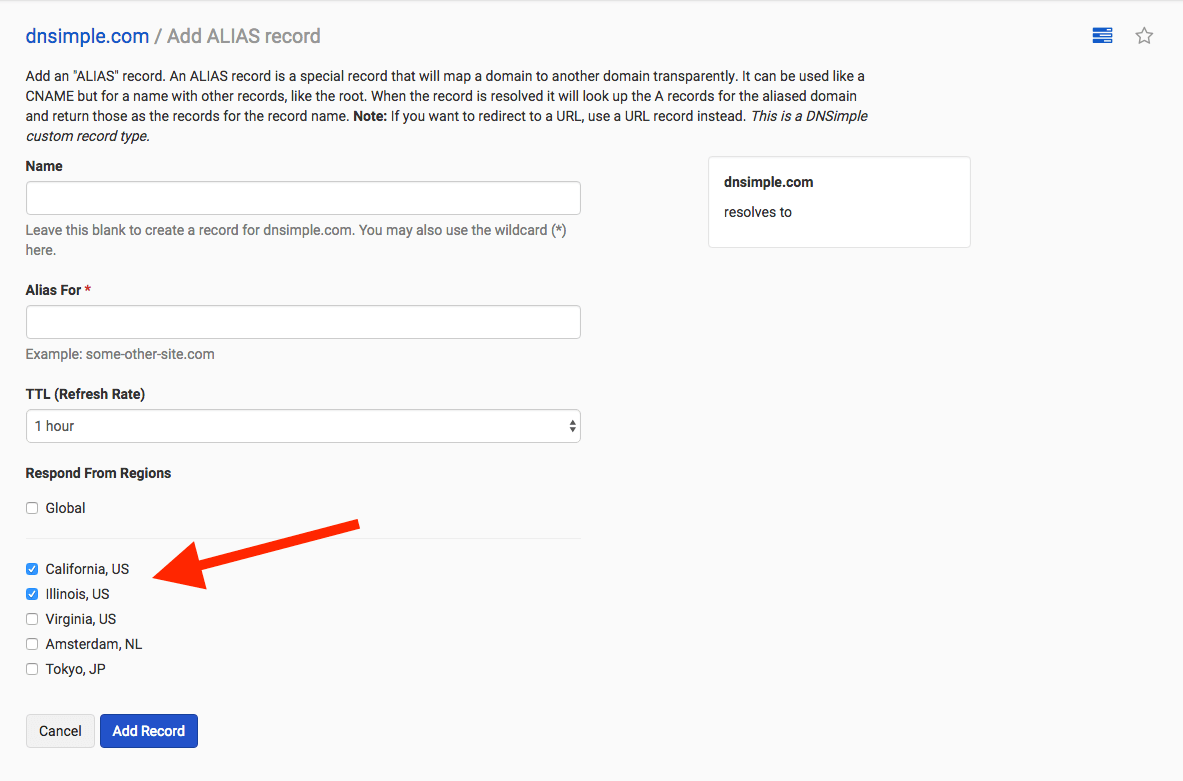 dnsimple.com / Add ALIAS record
Add an "ALIAS" record. An ALIAS record is a special record that will map a domain to another domain transparently. It can be used like a
CNAME but for a name with other records, like the root. When the record is resolved it will look up the A records for the aliased domain
and return those as the records for the record name. Note: If you want to redirect to a URL, use a URL record instead. This is a DNSimple
custom record type.
Name
Leave this blank to create a record for dnsimple.com. You may also use the wildcard (*)
here.
dnsimple.com
resolves to
Alias For *
Example: some-other-site.com
TTL (Refresh Rate)
1 hour
Respond From Regions
Global
California, US
Illinois, US
Virginia, US
Amsterdam, NL
Tokyo, JP
Cancel Add Record